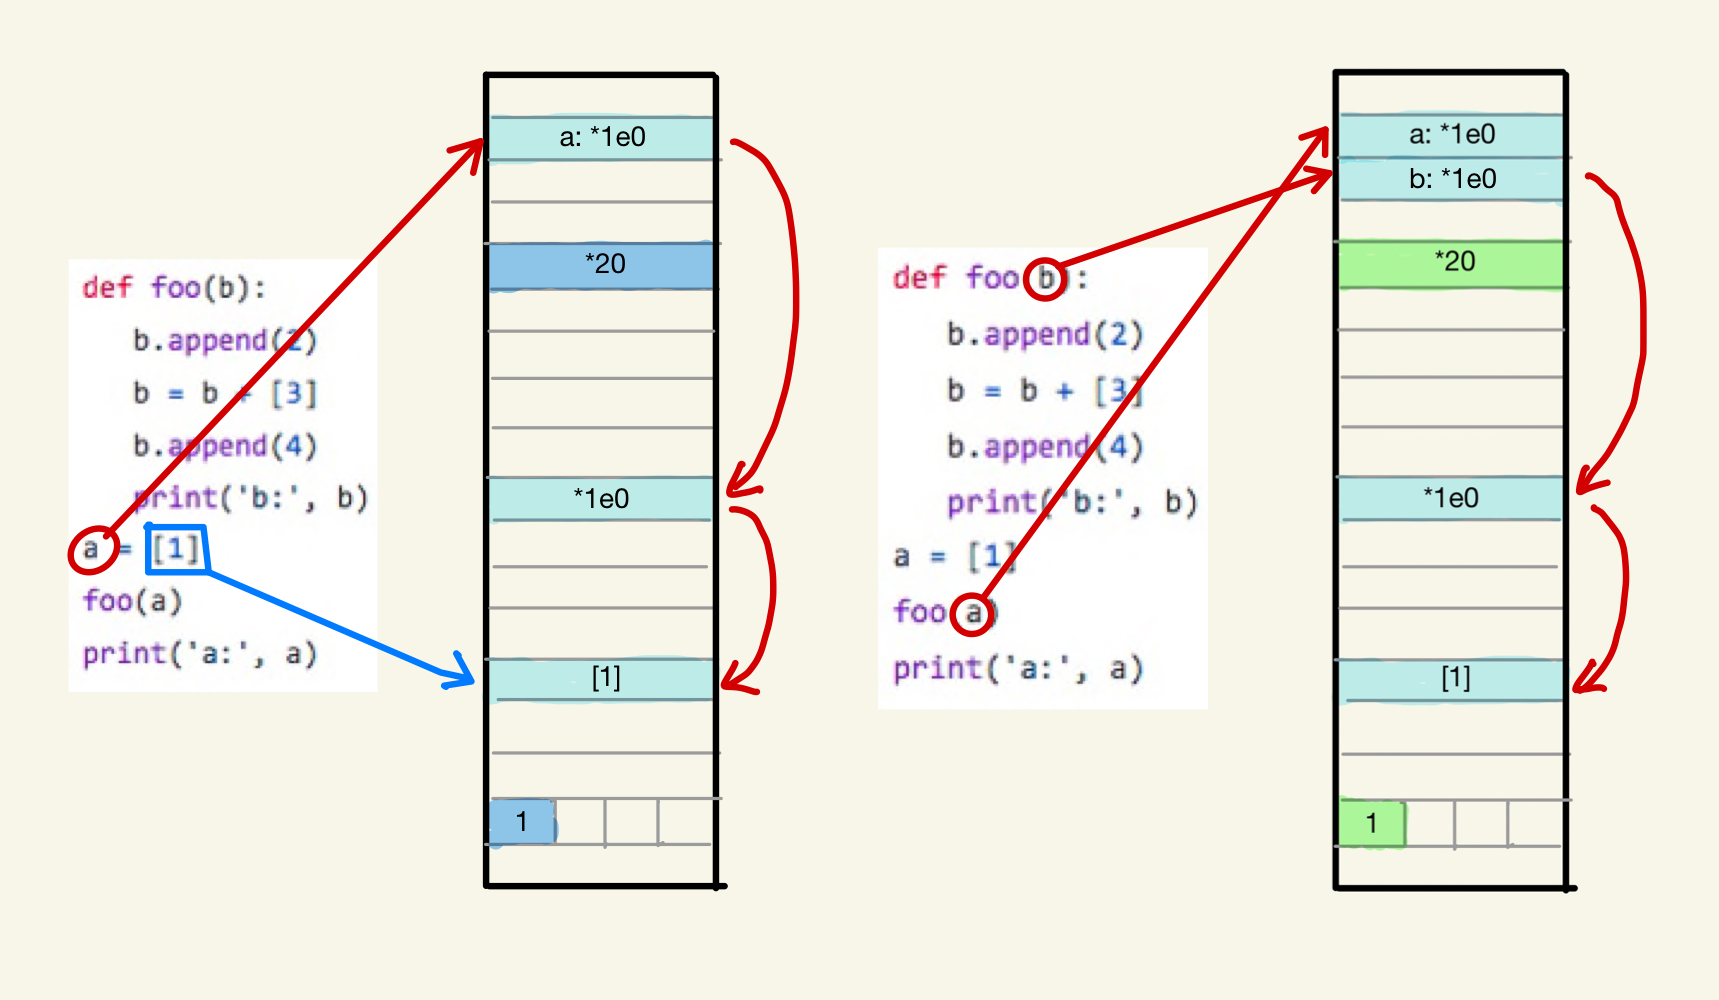 def foo(b):
b.append(2)
b = b + [3]
b.append(4)
print('b:', b)
a = [1]
foo(a)
print('a:', a)
a: *1e0
*20
*1e0
[1]
1
def foo(b):
b.append(2)
b = b + [3]
b.append(4)
print('b:', b)
a = [1]
foo(a)
print('a:', a)
a: *1e0
b: *1e0
*20
*1e0
[1]
1